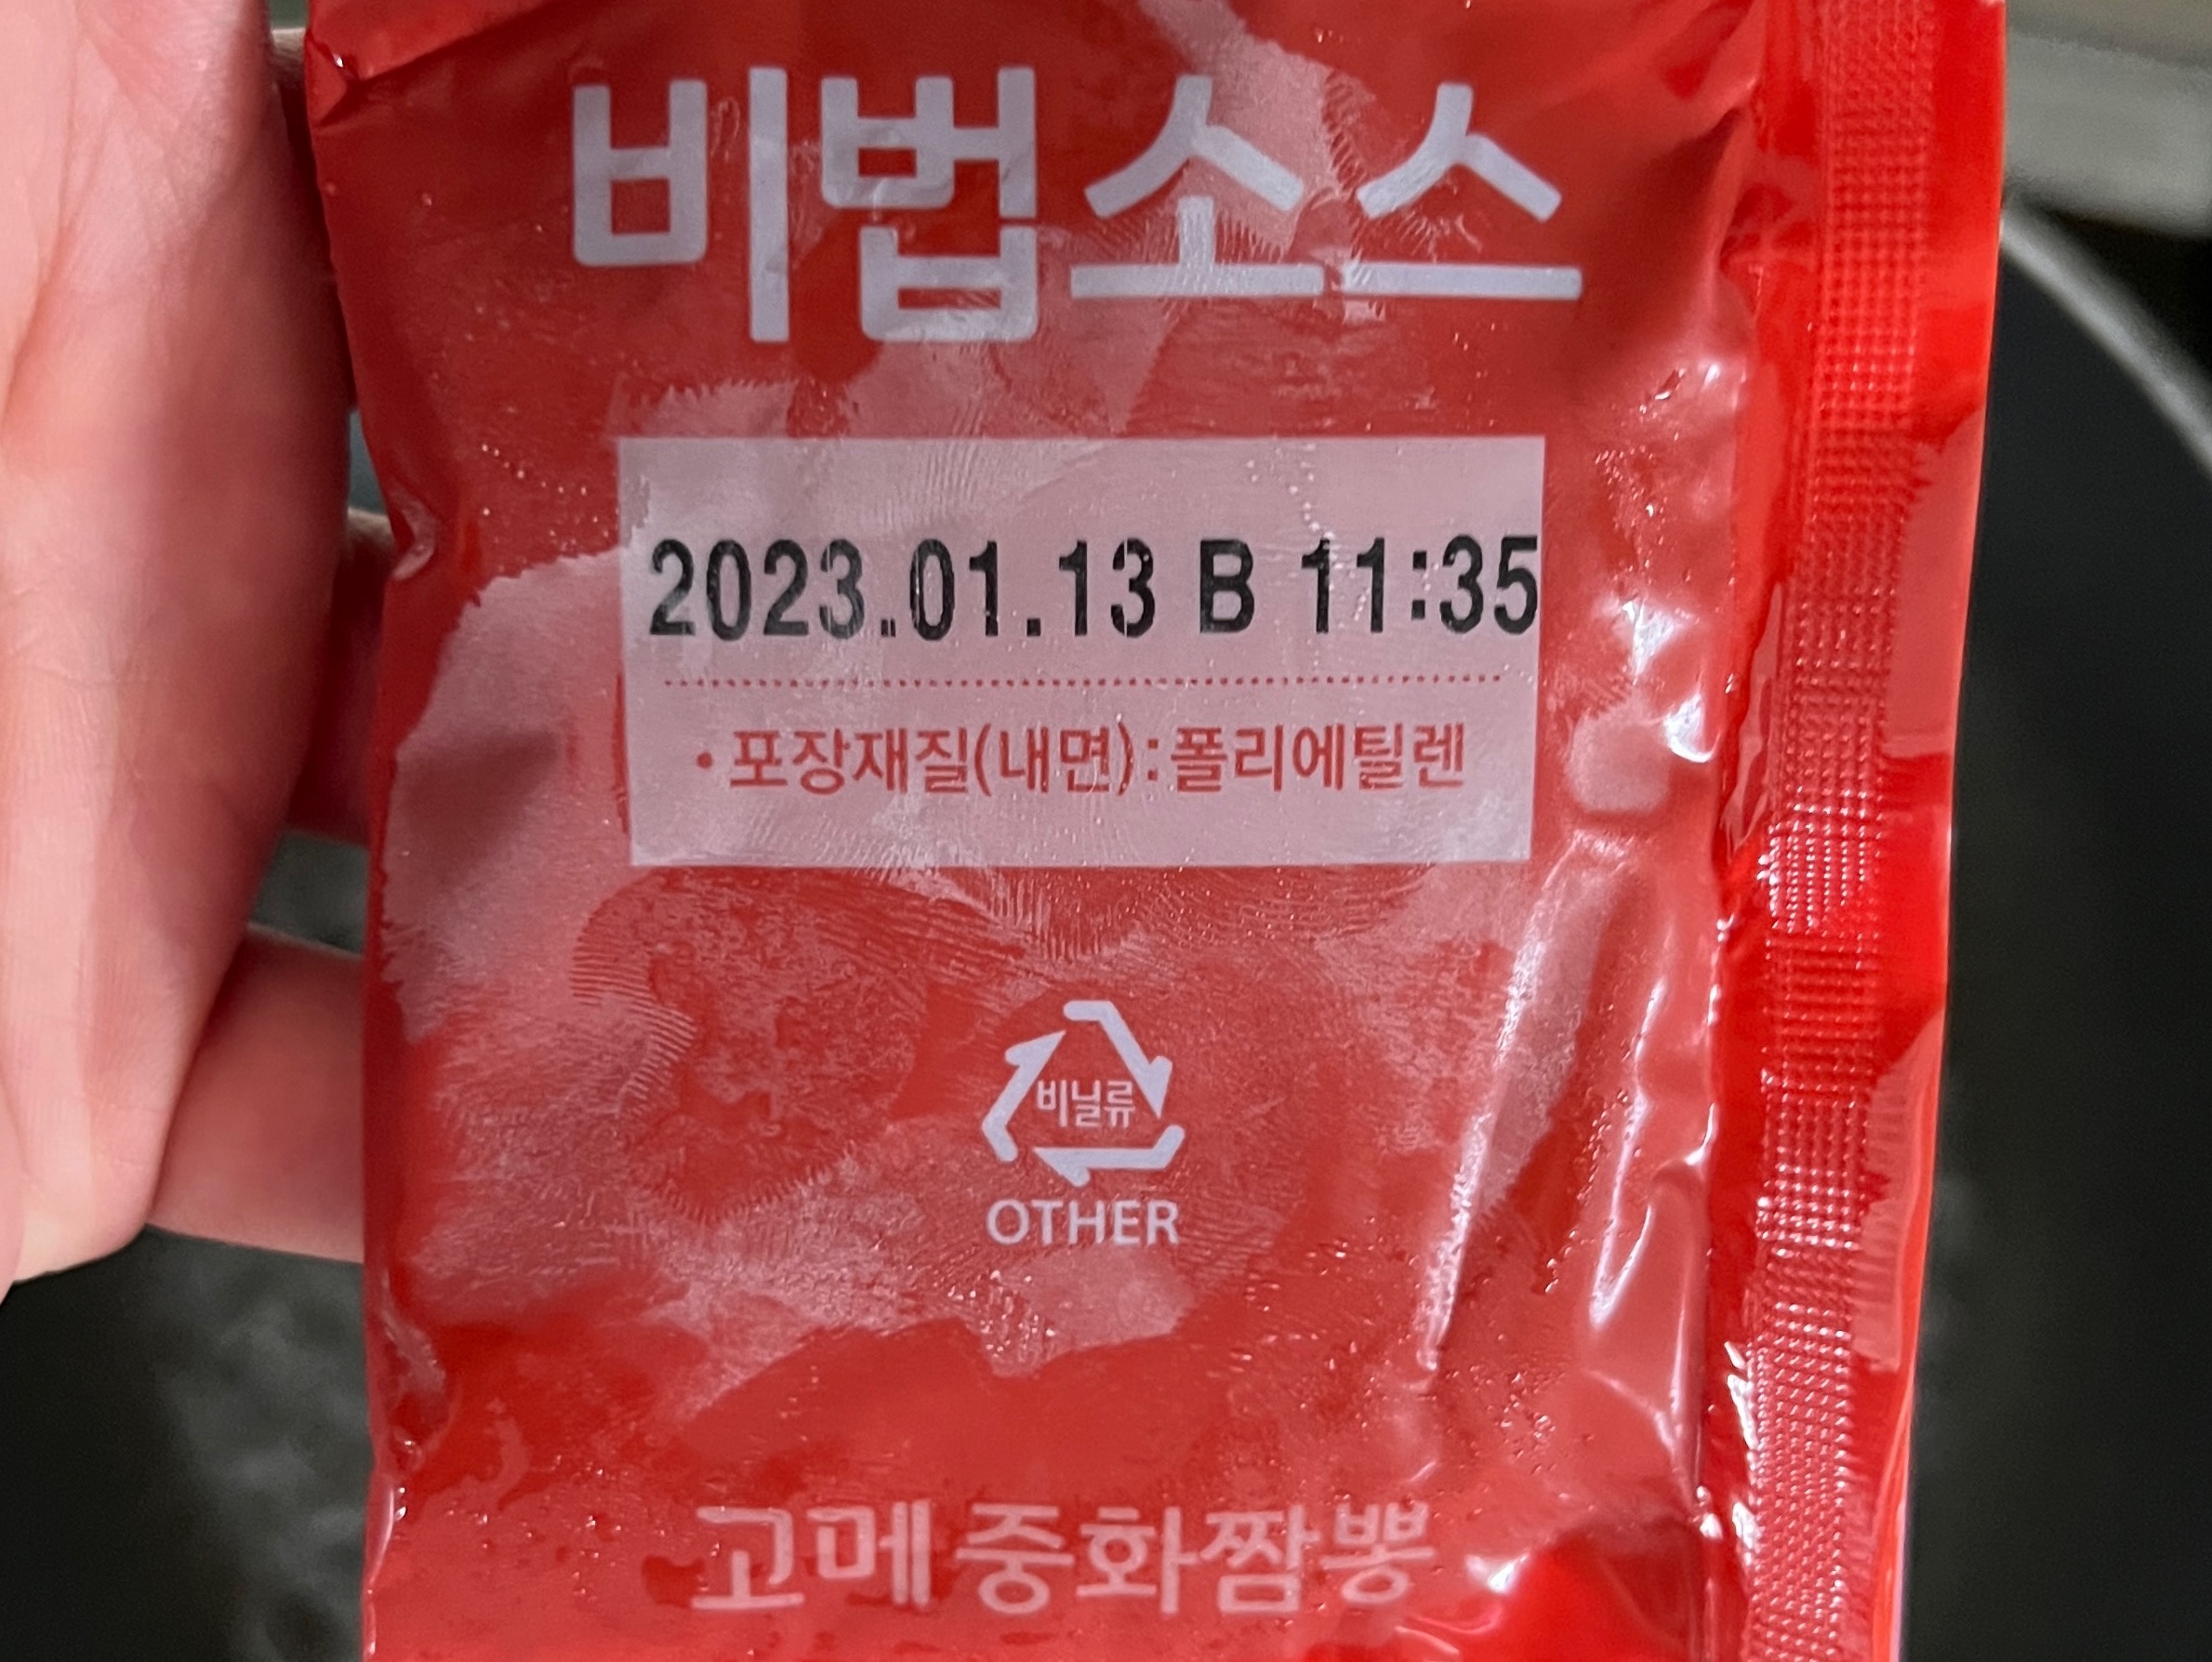 비법소스
2023.01.13 B 11:35
•포장재질(내면):폴리에틸렌
비닐류
OTHER
고메 중화짬뽕